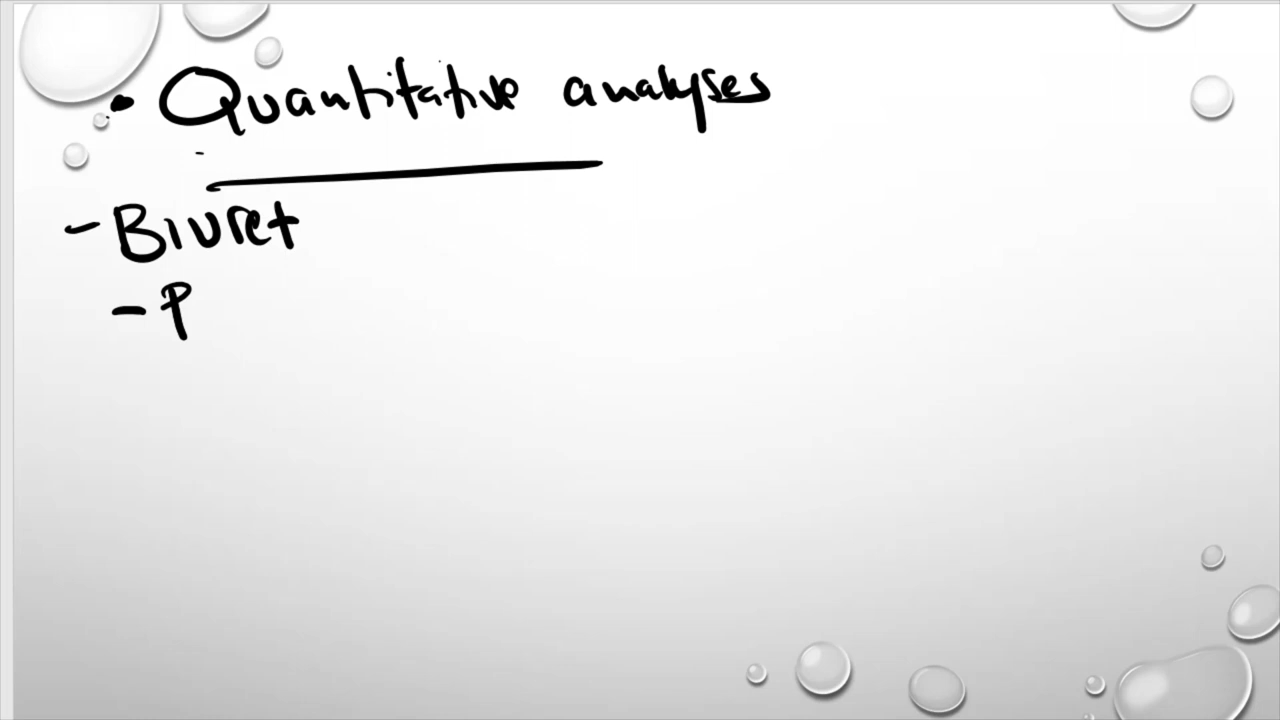 • Quantitative analyses
- Biuret
- P